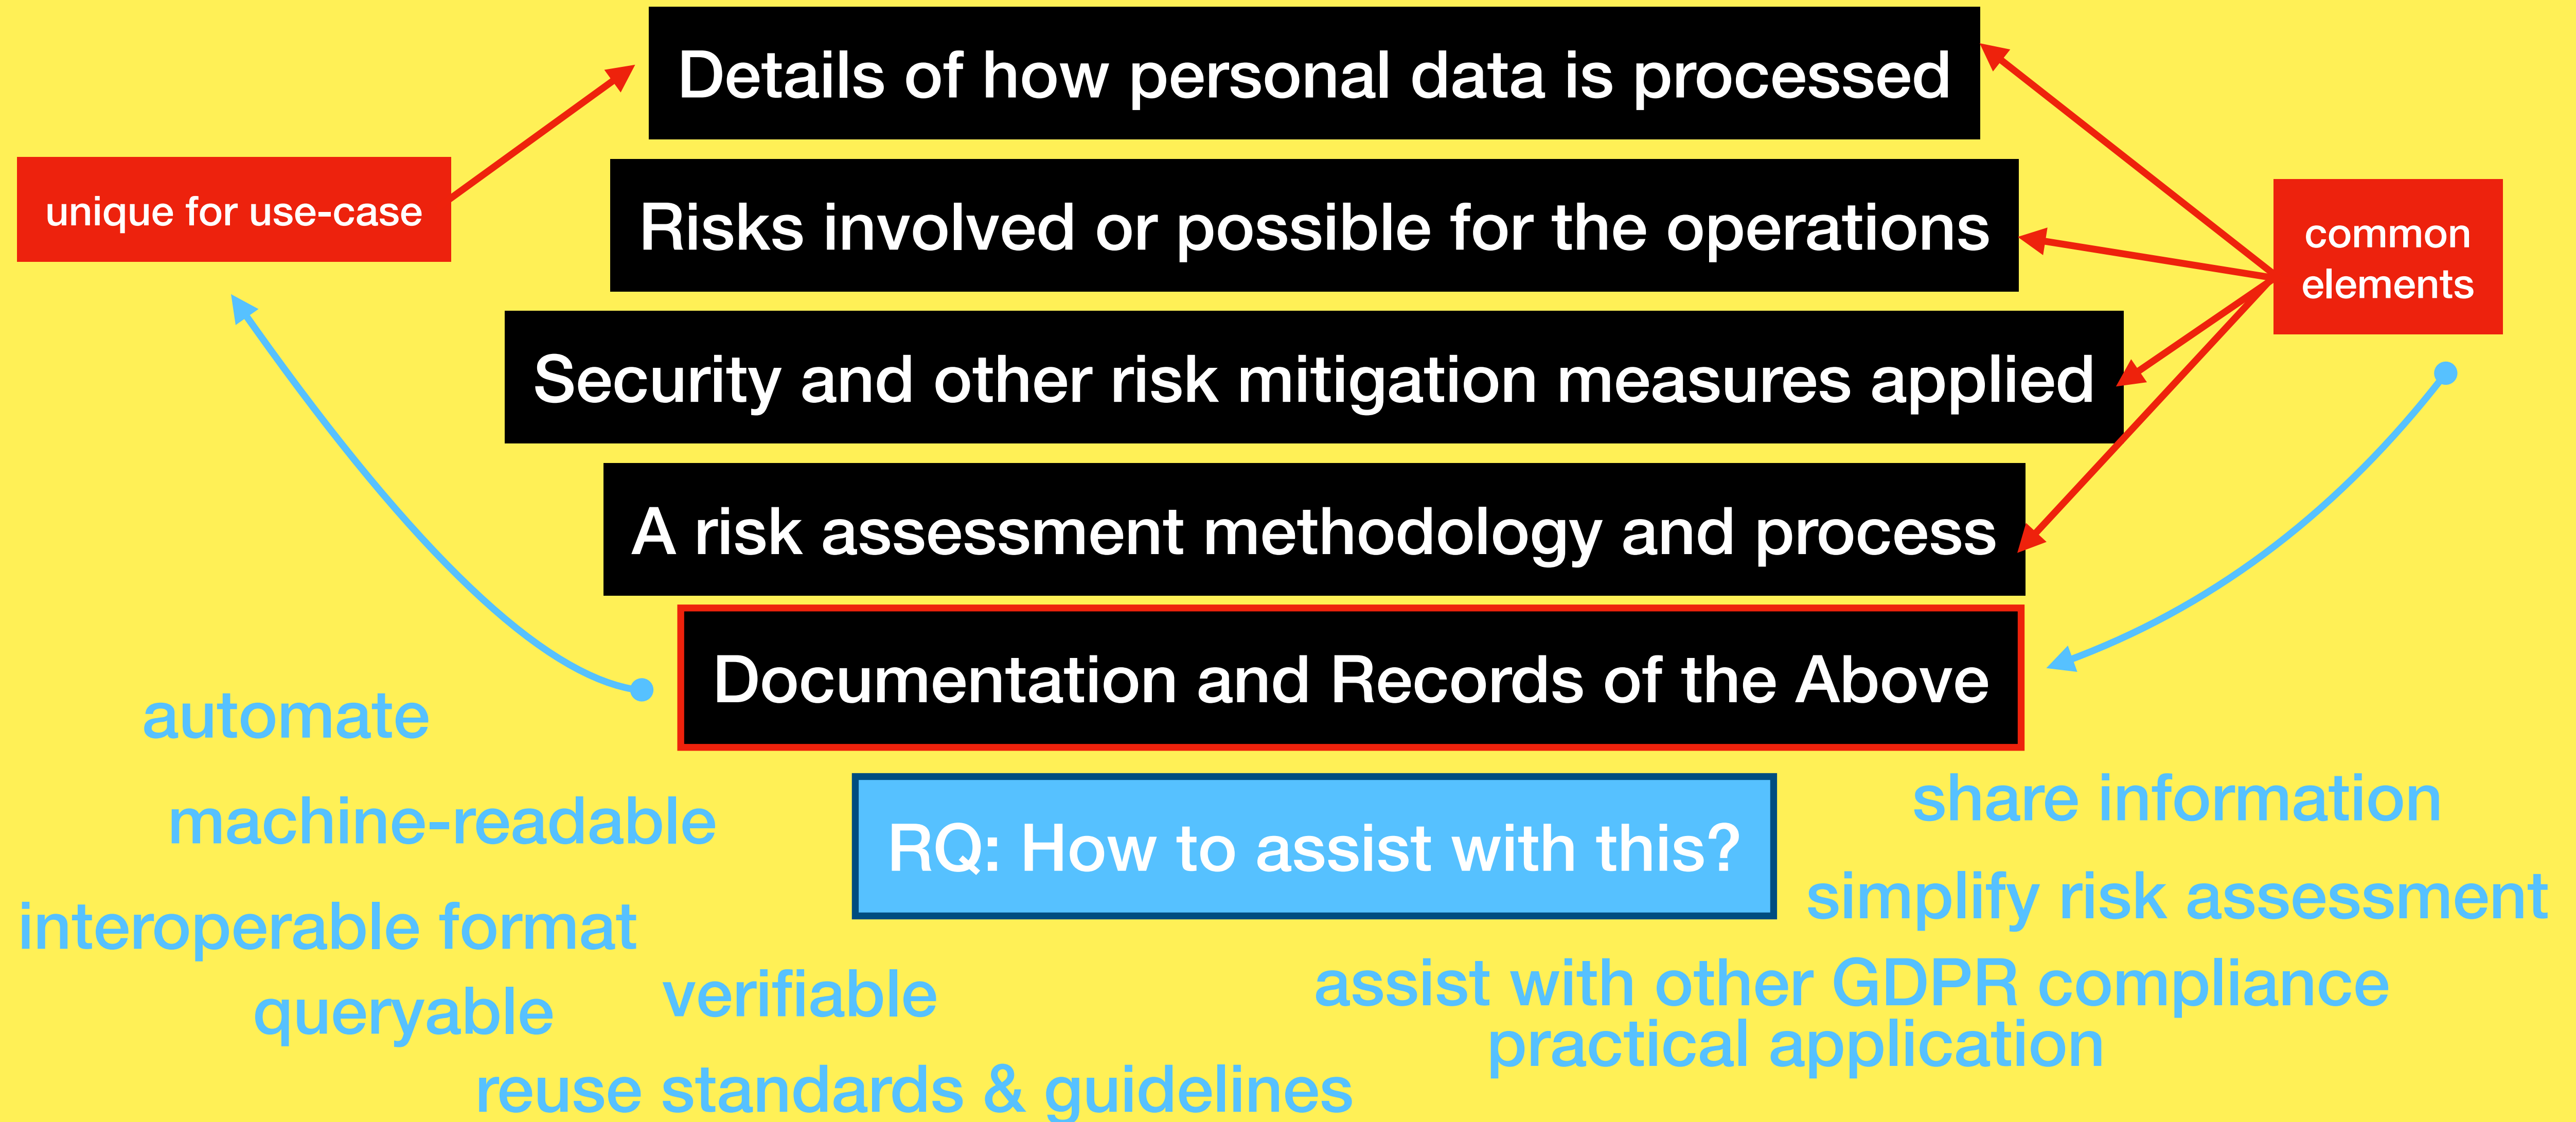 Details of how personal data is processed
unique for use-case
Risks involved or possible for the operations
common
elements
Security and other risk mitigation measures applied
A risk assessment methodology and process
Documentation and Records of the Above
automate
machine-readable
interoperable format
queryable
verifiable
reuse standards & guidelines
RQ: How to assist with this?
share information
simplify risk assessment
assist with other GDPR compliance
practical application